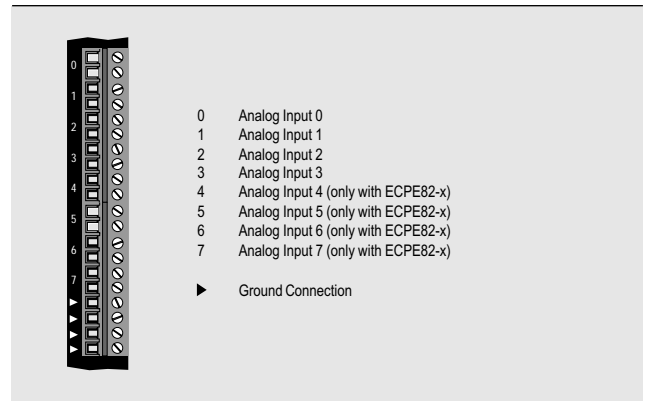 0
1
2
3
4
5
6
7
0 Analog Input 0
1 Analog Input 1
2 Analog Input 2
3 Analog Input 3
4 Analog Input 4 (only with ECPE82-x)
5 Analog Input 5 (only with ECPE82-x)
6 Analog Input 6 (only with ECPE82-x)
7 Analog Input 7 (only with ECPE82-x)
► Ground Connection